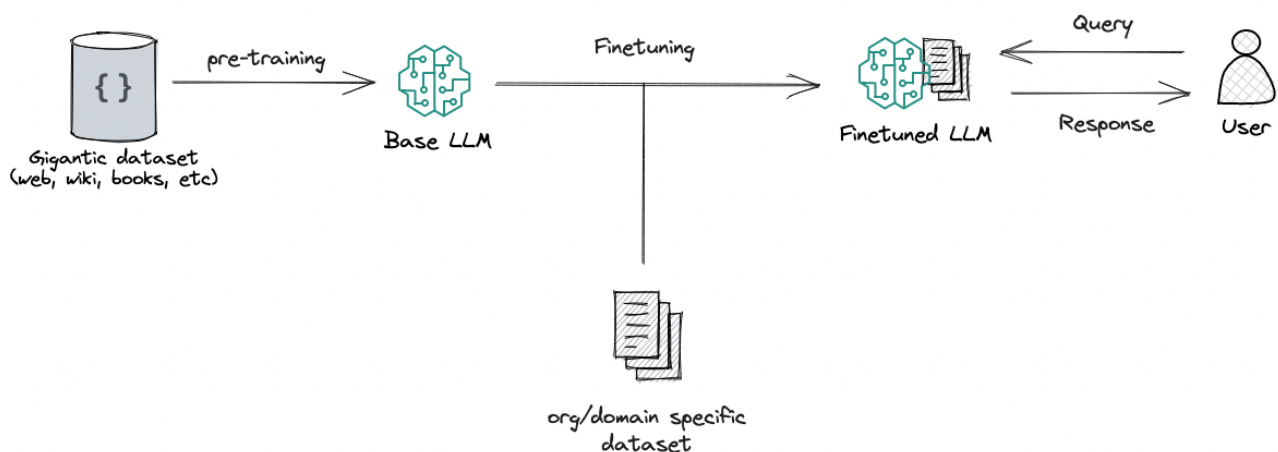 { }
pre-training
Gigantic dataset
(web, wiki, books, etc)
Base LLM
Finetuning
org/domain specific
dataset
Finetuned LLM
Query
Response
User